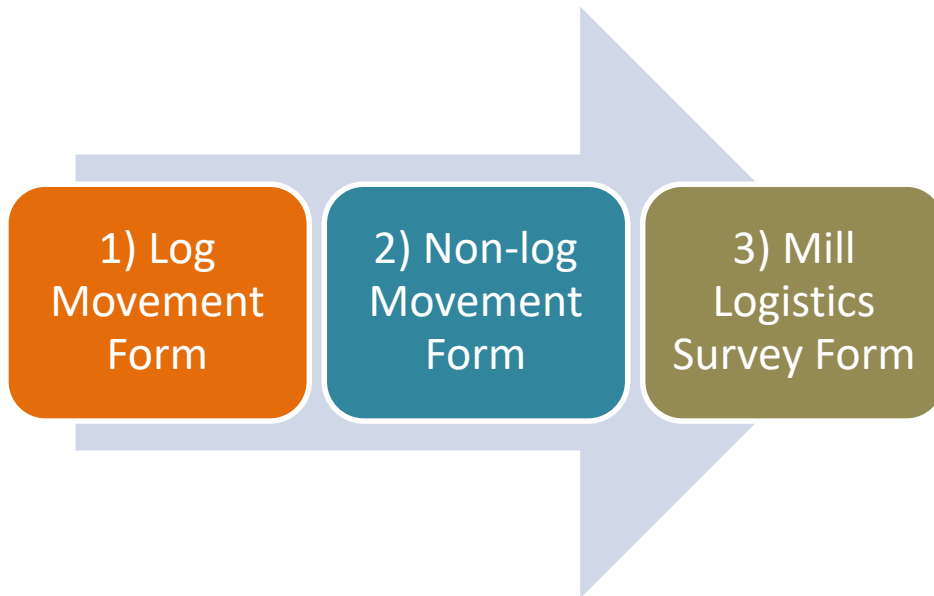 1) Log
Movement
Form
2) Non-log
Movement
Form
3) Mill
Logistics
Survey Form